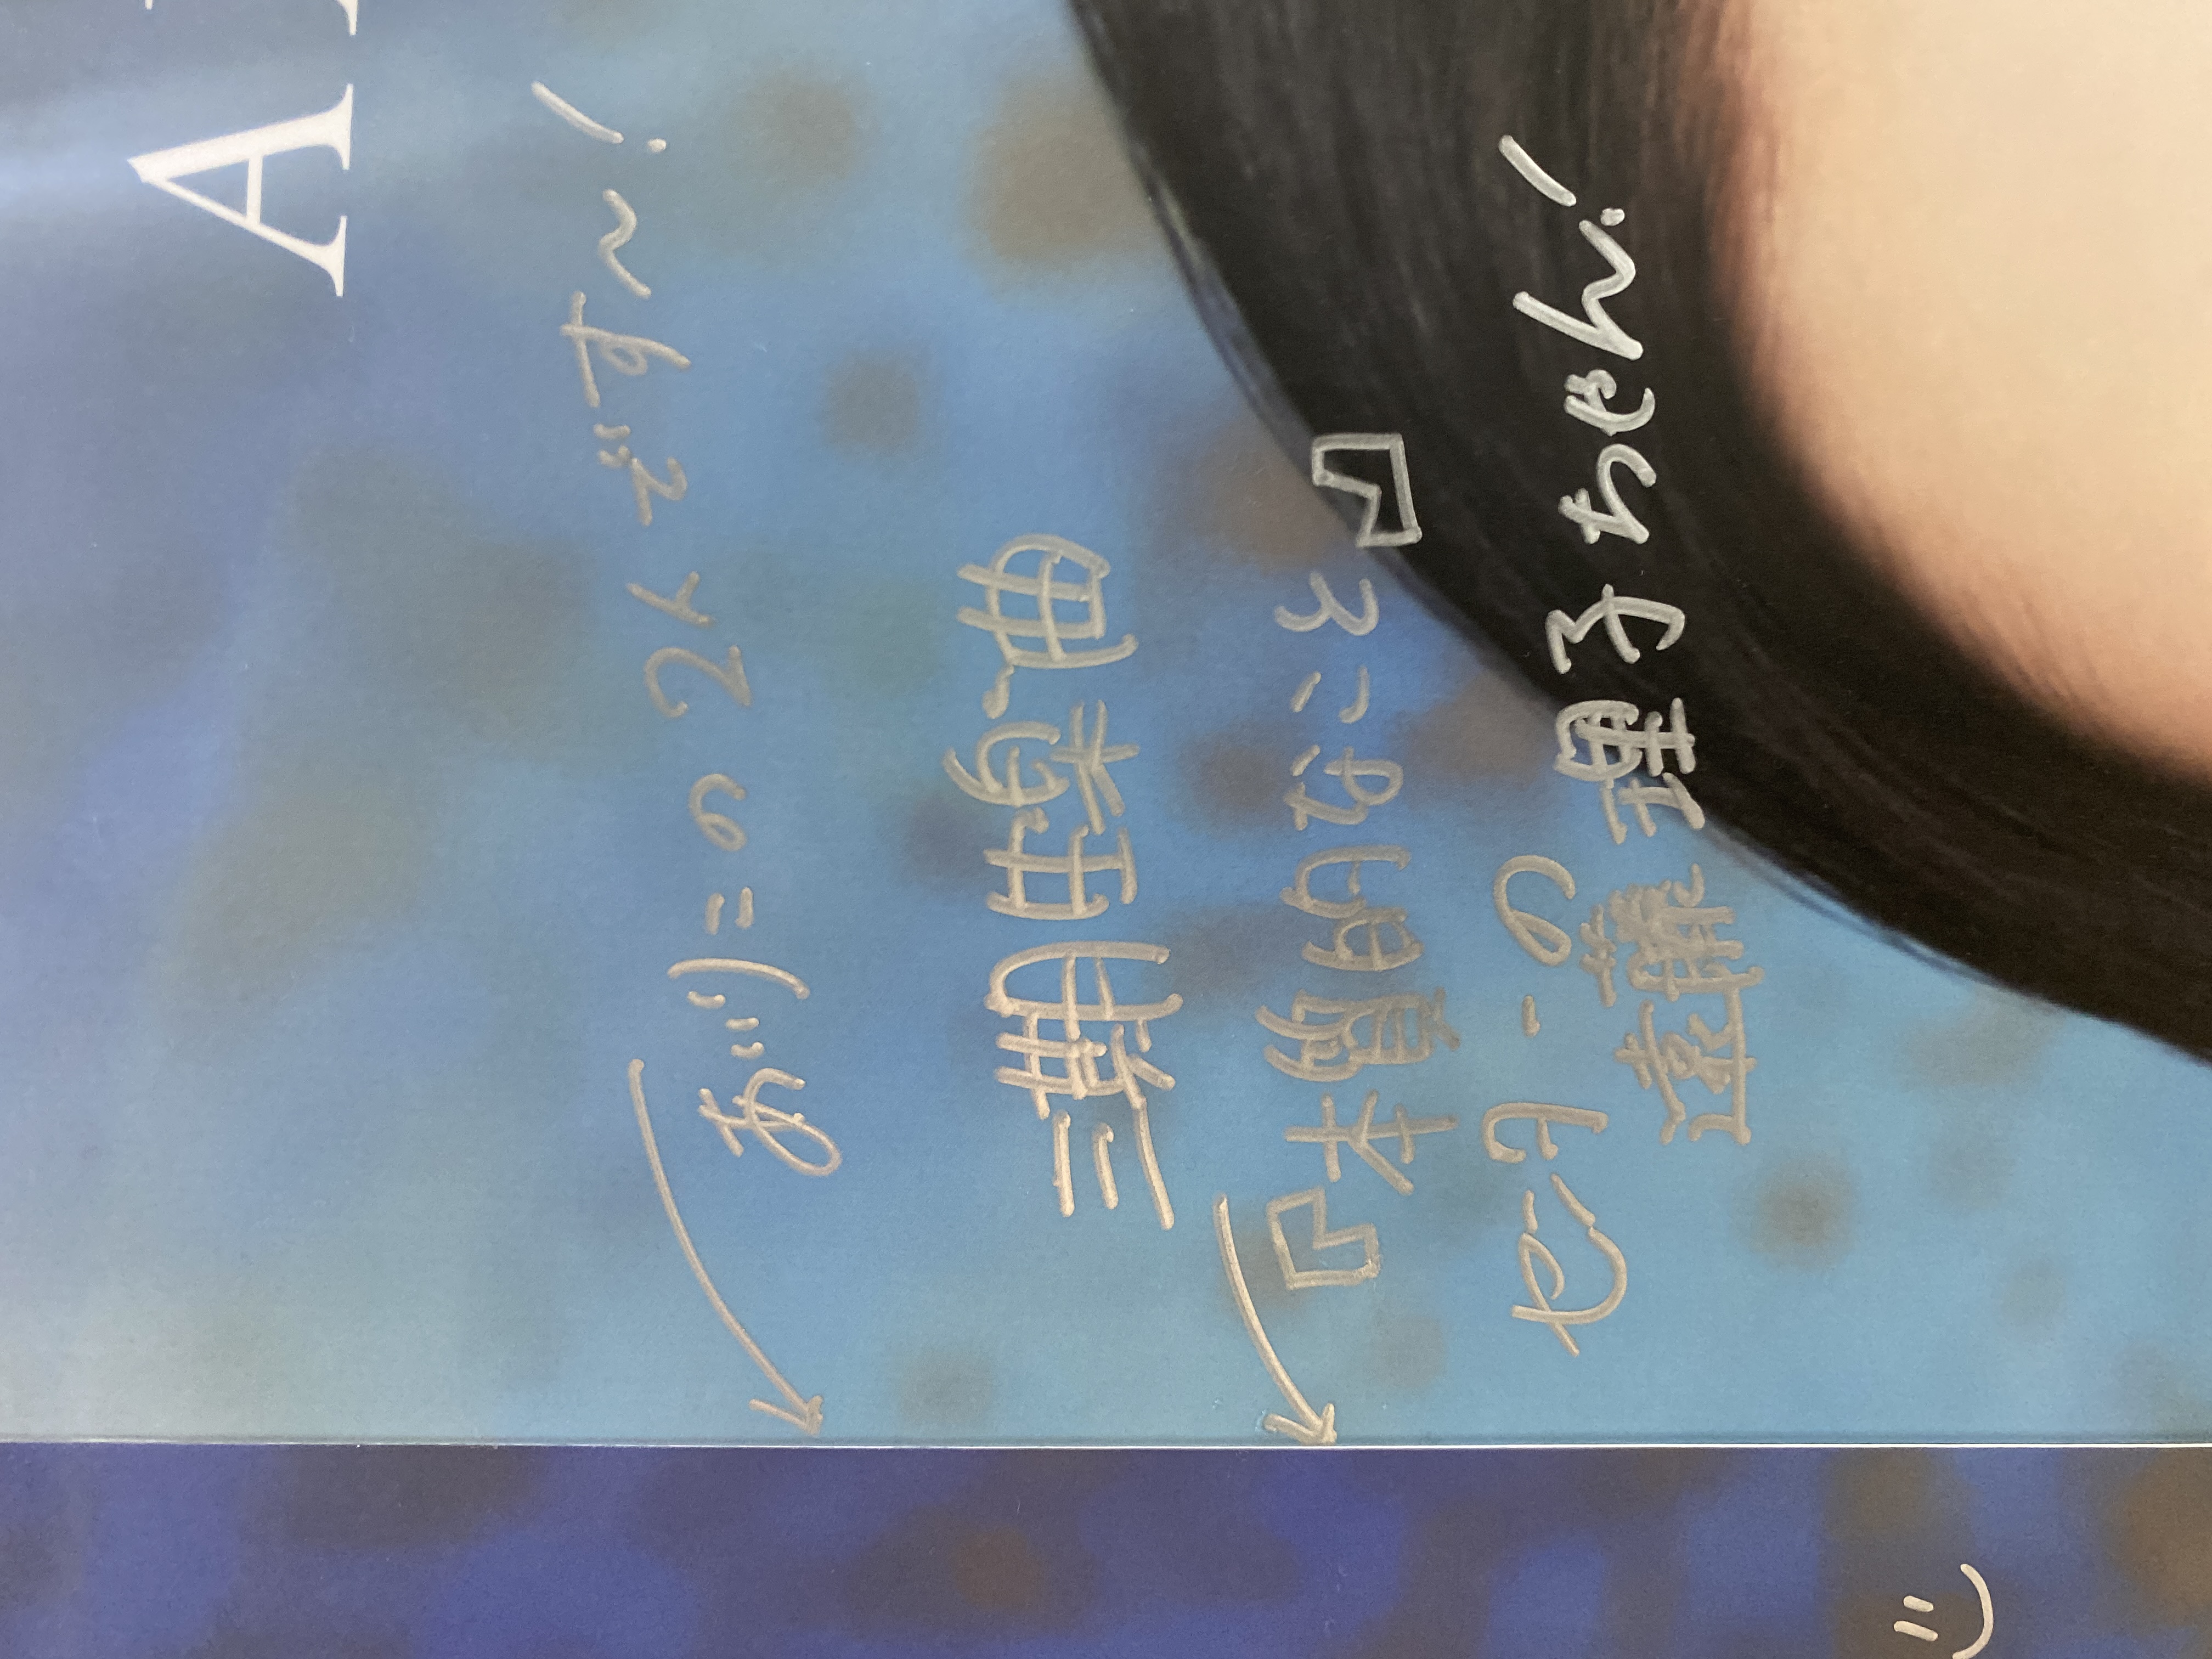 A
あいりこの2人です〜!
三期生楽曲
『本質的なこと』
センターの
遠藤理子ちゃん!